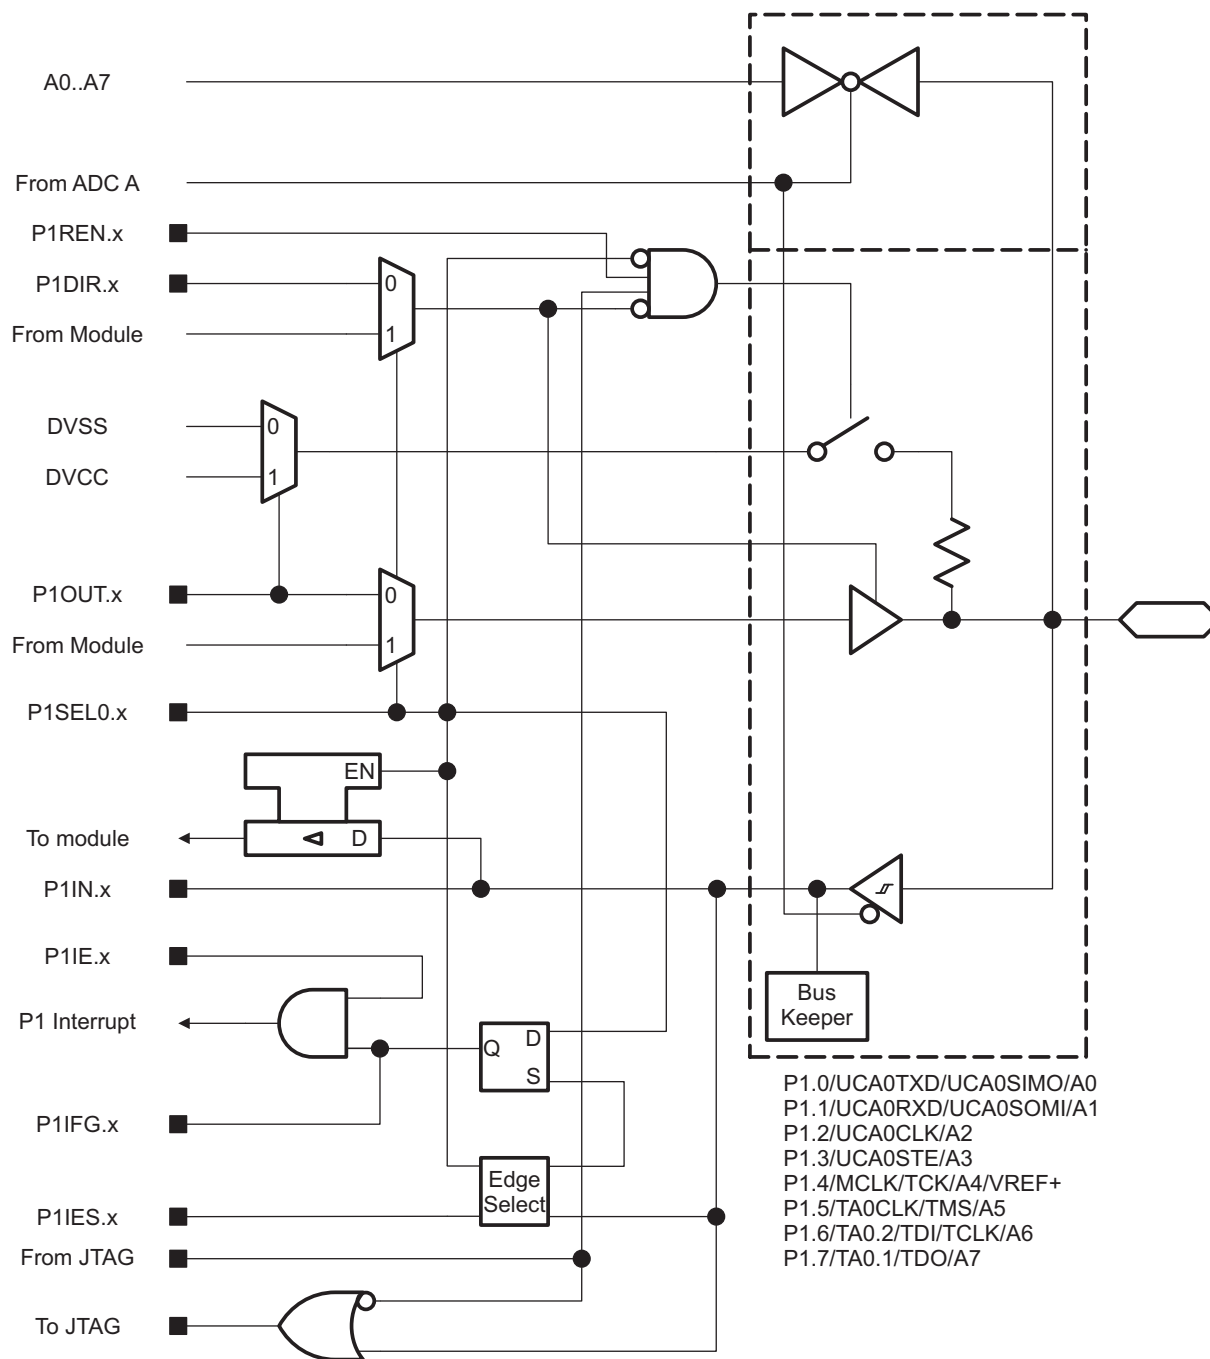 A0..A7
From ADC A
P1REN.x
P1DIR.x
0
From Module
1
DVSS
0
DVCC
1
P1OUT.x
0
From Module
1
P1SEL0.x
EN
To module
D
P1IN.x
P1IE.x
Bus
Keeper
P1 Interrupt
Q
D
S
P1IFG.x
Edge
Select
P1IES.x
From JTAG
To JTAG
P1.0/UCA0TXD/UCA0SIMO/A0
P1.1/UCA0RXD/UCA0SOMI/A1
P1.2/UCA0CLK/A2
P1.3/UCA0STE/A3
P1.4/MCLK/TCK/A4/VREF+
P1.5/TA0CLK/TMS/A5
P1.6/TA0.2/TDI/TCLK/A6
P1.7/TA0.1/TDO/A7